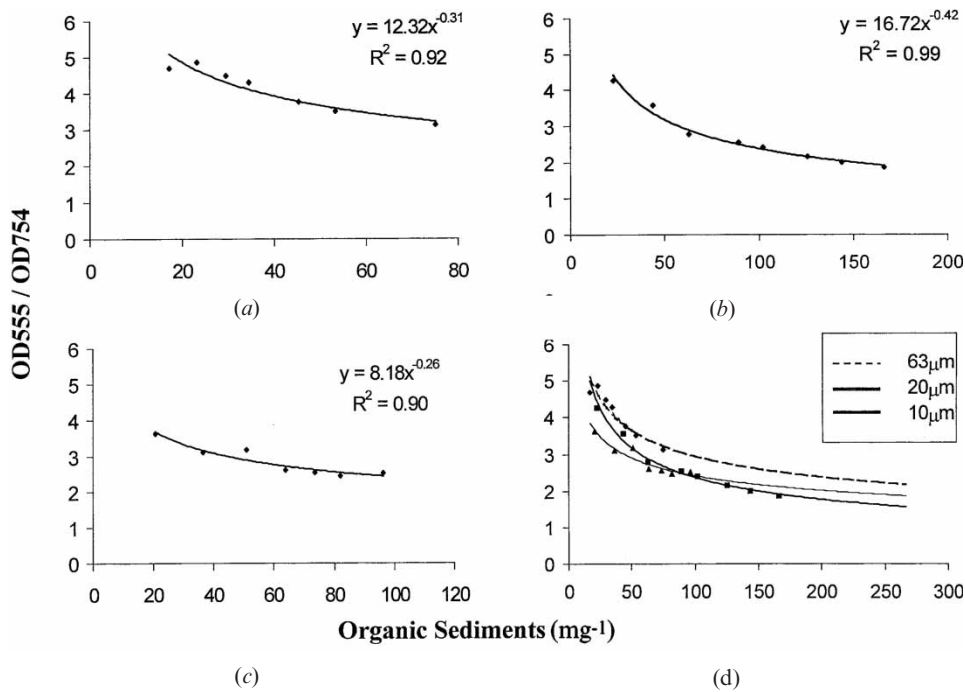 y = 12.32x^-0.31
R² = 0.92
6
5
4
3
2
1
0
0 20 40 60 80
(a)
y = 16.72x^-0.42
R² = 0.99
6
5
4
3
2
1
0
0 50 100 150 200
(b)
OD555 / OD754
y = 8.18x^-0.26
R² = 0.90
6
5
4
3
2
1
0
0 20 40 60 80 100 120
(c)
63µm
20µm
10µm
6
5
4
3
2
1
0
0 50 100 150 200 250 300
(d)
Organic Sediments (mg-1)